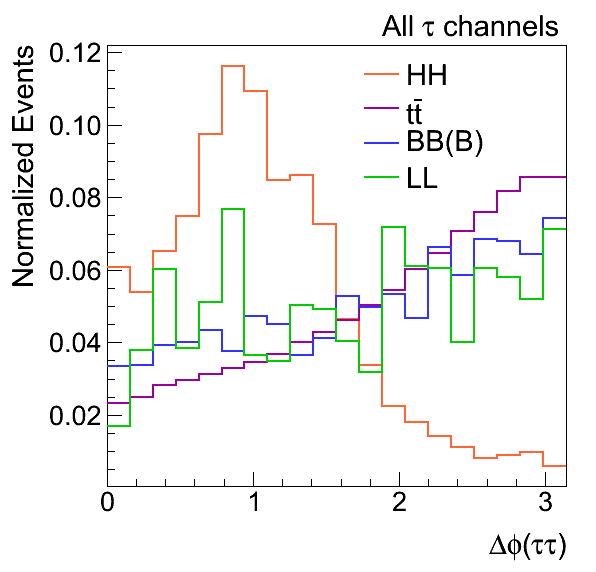 All τ channels
Normalized Events
0.12
0.10
0.08
0.06
0.04
0.02
HH
tt̄
BB(B)
LL
0 1 2 3
Δϕ(ττ)